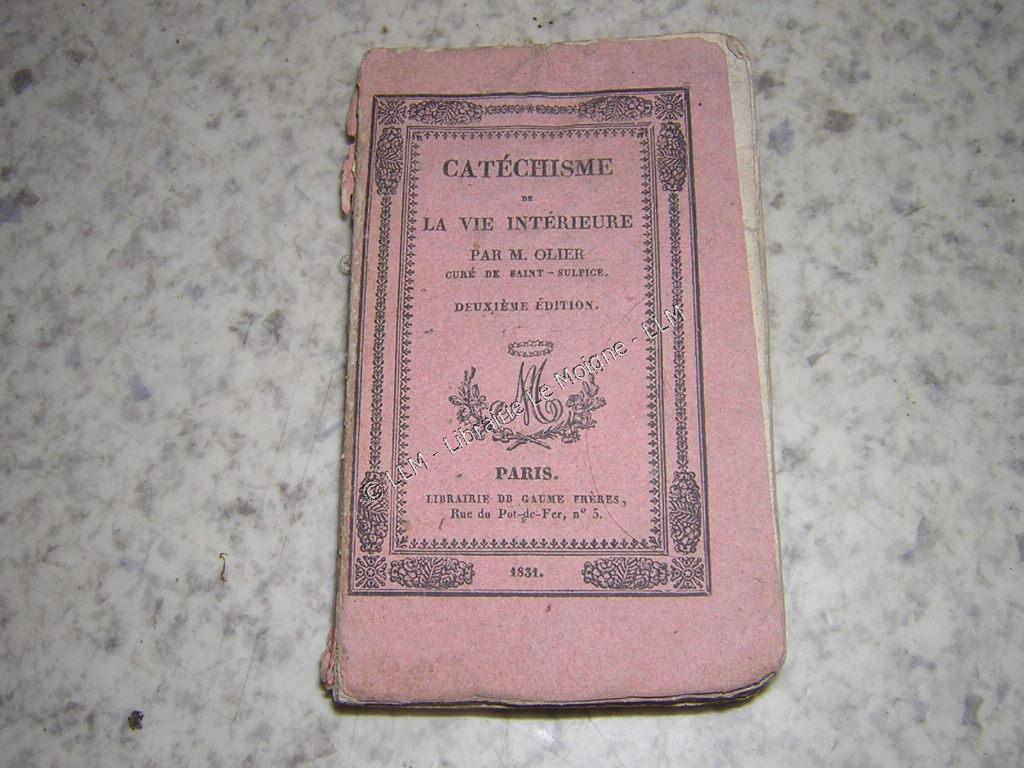 CATÉCHISME
DE
LA VIE INTÉRIEURE
PAR M. OLIER
CURÉ DE SAINT-SULPICE.
DEUXIÈME ÉDITION.
PARIS.
LIBRAIRIE DE GAUME FRÈRES,
Rue du Pot-de-Fer, n° 5.
1831.
© LLM - Librairie Le Moigne - ELM